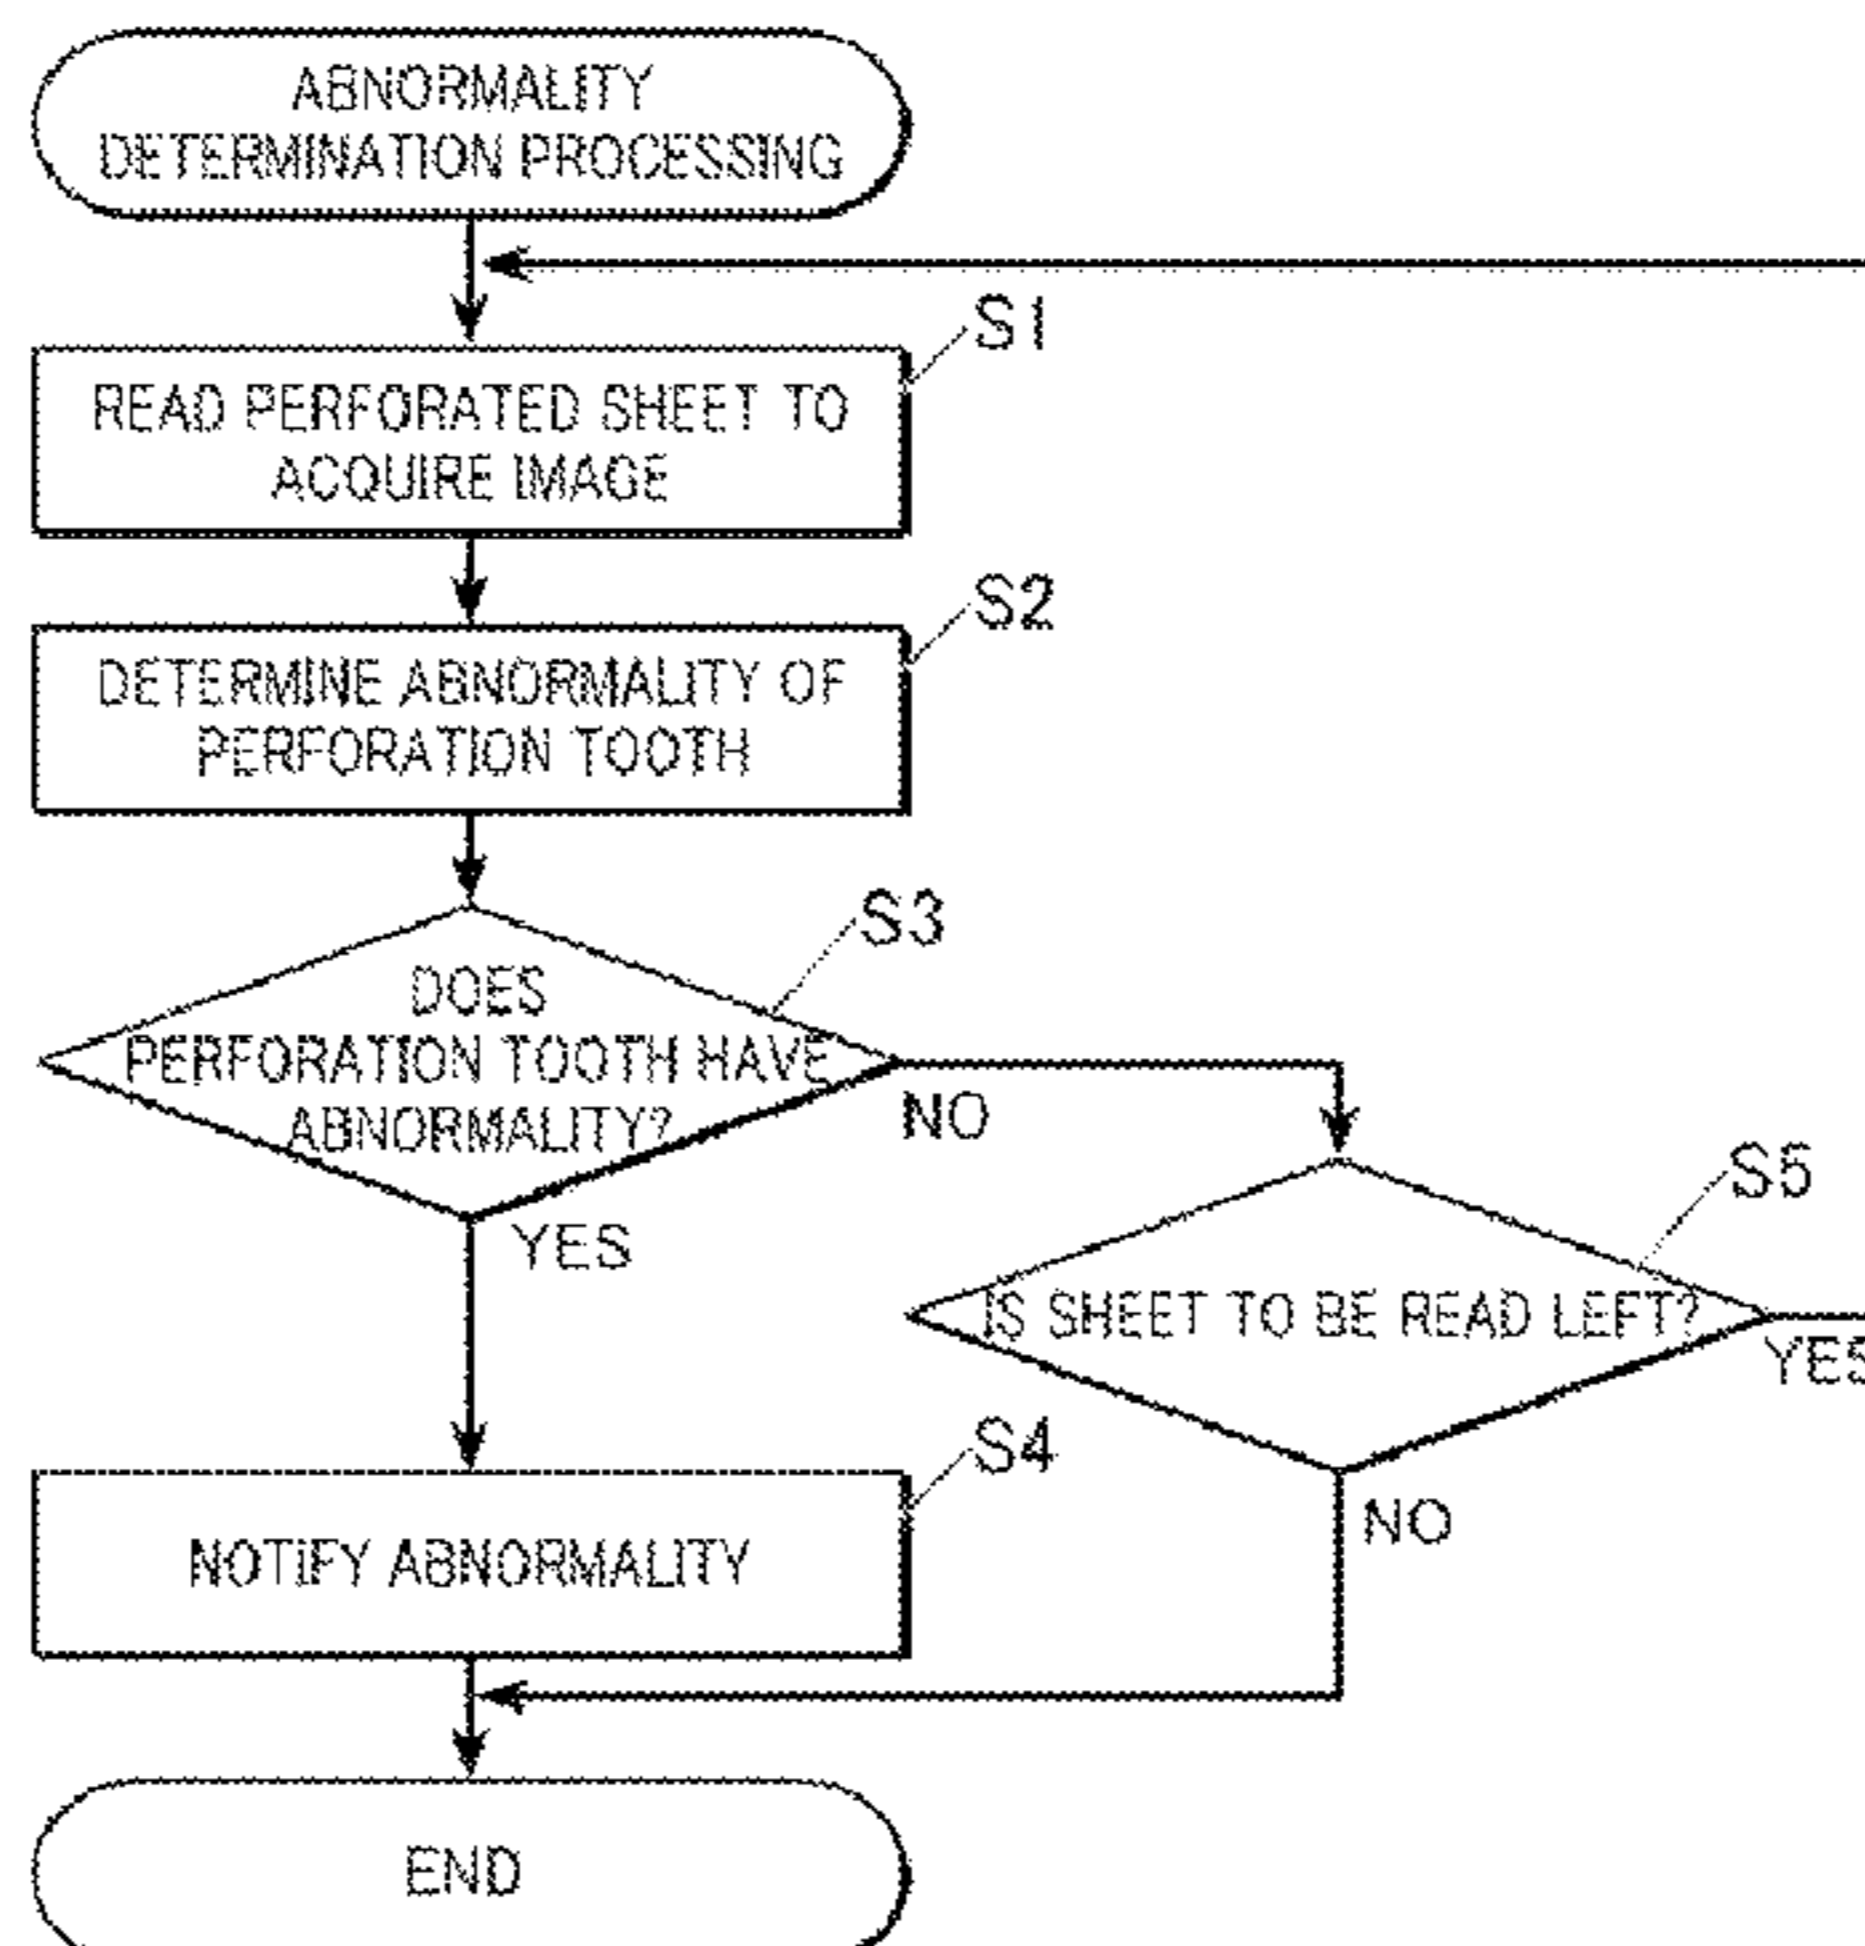 ABNORMALITY
DETERMINATION PROCESSING
S1
READ PERFORATED SHEET TO
ACQUIRE IMAGE
S2
DETERMINE ABNORMALITY OF
PERFORATION TOOTH
S3
DOES
PERFORATION TOOTH HAVE
ABNORMALITY?
NO
YES
S5
IS SHEET TO BE READ LEFT?
YES
S4
NO
NOTIFY ABNORMALITY
END